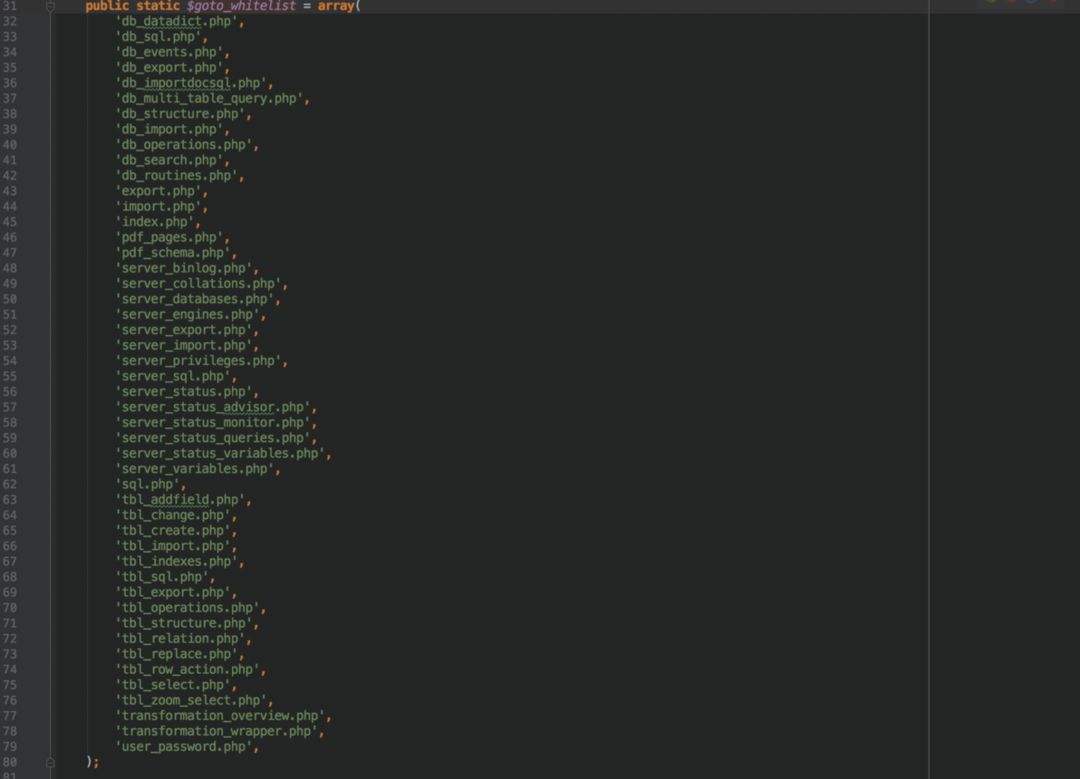 31 public static $goto_whitelist = array(
32 'db_datadict.php',
33 'db_sql.php',
34 'db_events.php',
35 'db_export.php',
36 'db_importdocsql.php',
37 'db_multi_table_query.php',
38 'db_structure.php',
39 'db_import.php',
40 'db_operations.php',
41 'db_search.php',
42 'db_routines.php',
43 'export.php',
44 'import.php',
45 'index.php',
46 'pdf_pages.php',
47 'pdf_schema.php',
48 'server_binlog.php',
49 'server_collations.php',
50 'server_databases.php',
51 'server_engines.php',
52 'server_export.php',
53 'server_import.php',
54 'server_privileges.php',
55 'server_sql.php',
56 'server_status.php',
57 'server_status_advisor.php',
58 'server_status_monitor.php',
59 'server_status_queries.php',
60 'server_status_variables.php',
61 'server_variables.php',
62 'sql.php',
63 'tbl_addfield.php',
64 'tbl_change.php',
65 'tbl_create.php',
66 'tbl_import.php',
67 'tbl_indexes.php',
68 'tbl_sql.php',
69 'tbl_export.php',
70 'tbl_operations.php',
71 'tbl_structure.php',
72 'tbl_relation.php',
73 'tbl_replace.php',
74 'tbl_row_action.php',
75 'tbl_select.php',
76 'tbl_zoom_select.php',
77 'transformation_overview.php',
78 'transformation_wrapper.php',
79 'user_password.php',
80 );
81